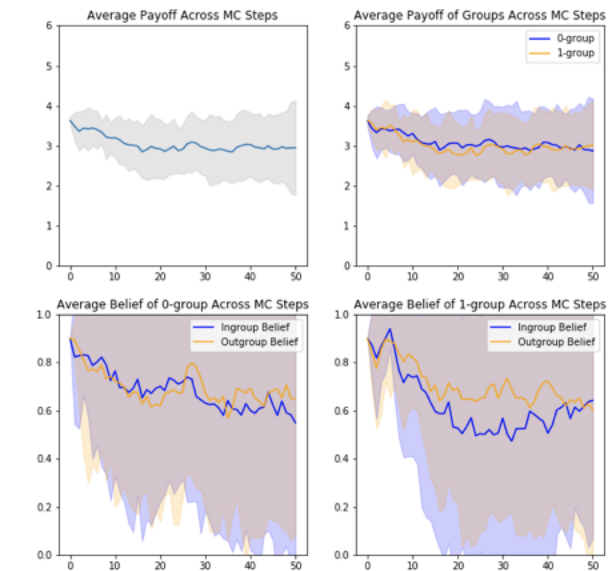 Average Payoff Across MC Steps
6
5
4
3
2
1
0
0 10 20 30 40 50
Average Payoff of Groups Across MC Steps
0-group
1-group
6
5
4
3
2
1
0
0 10 20 30 40 50
Average Belief of 0-group Across MC Steps
Ingroup Belief
Outgroup Belief
1.0
0.8
0.6
0.4
0.2
0.0
0 10 20 30 40 50
Average Belief of 1-group Across MC Steps
Ingroup Belief
Outgroup Belief
1.0
0.8
0.6
0.4
0.2
0.0
0 10 20 30 40 50